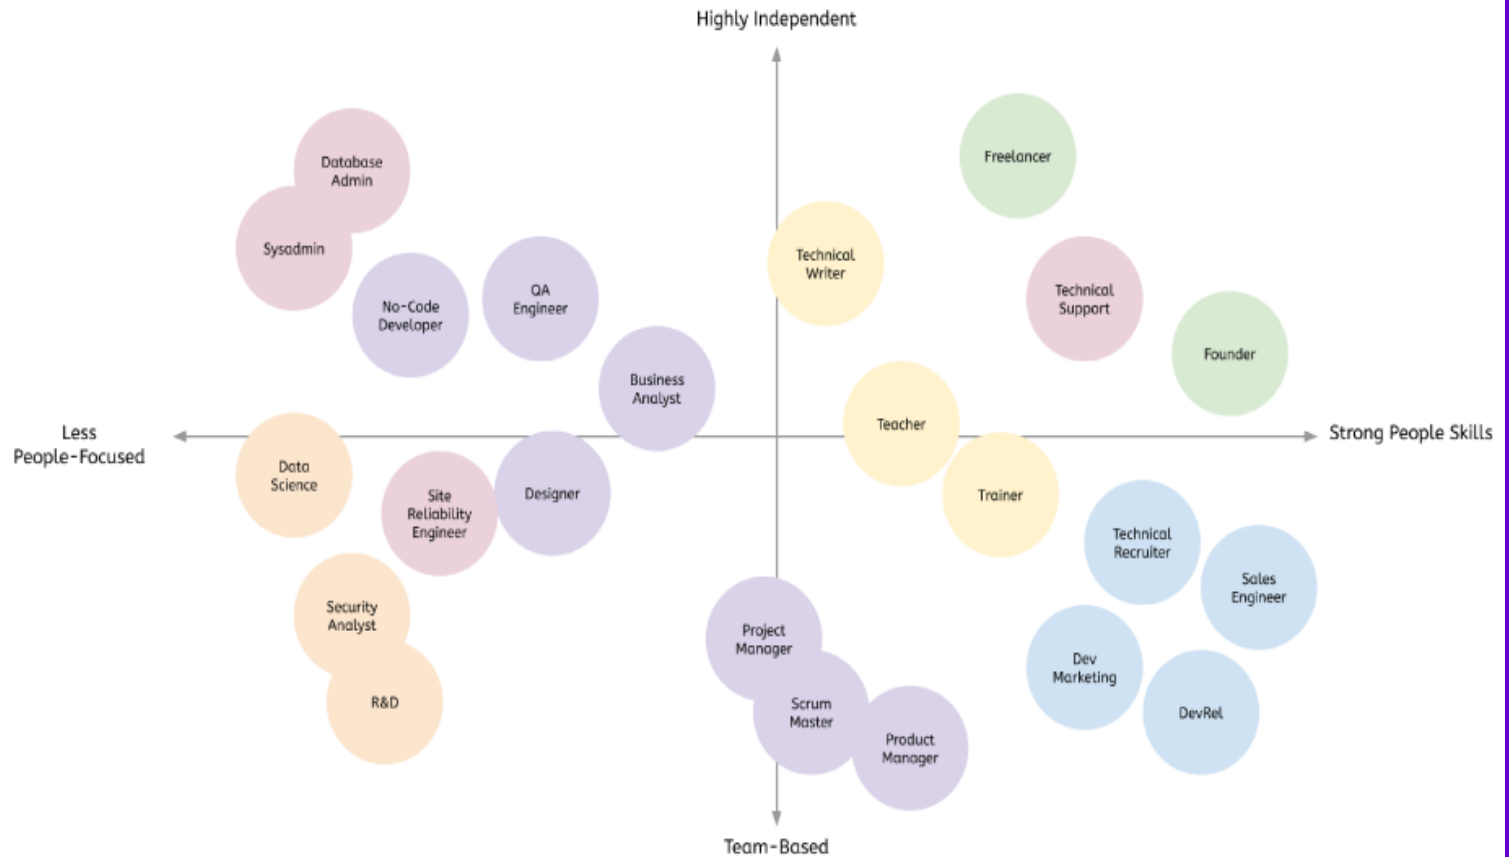 Highly Independent
Freelancer
Database
Admin
Sysadmin
Technical
Writer
No-Code
Developer
QA
Engineer
Technical
Support
Founder
Business
Analyst
Teacher
Less
People-Focused
Strong People Skills
Data
Science
Site
Reliability
Engineer
Designer
Trainer
Technical
Recruiter
Sales
Engineer
Security
Analyst
Project
Manager
Dev
Marketing
R&D
Scrum
Master
DevRel
Product
Manager
Team-Based